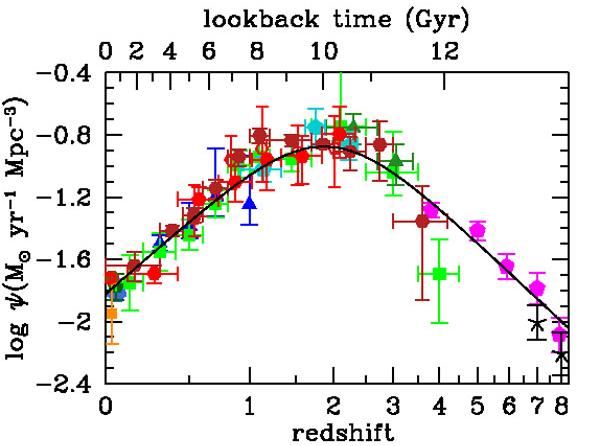 lookback time (Gyr)
0 2 4 6 8 10 12
−0.4
−0.8
−1.2
−1.6
−2
−2.4
log ψ(M⊙ yr⁻¹ Mpc⁻³)
0 1 2 3 4 5 6 7 8
redshift